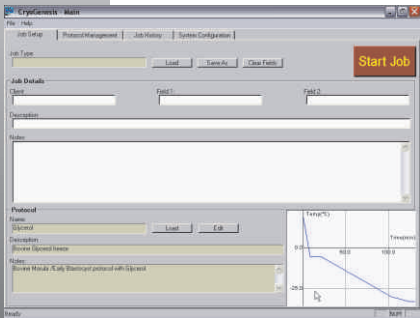 CryoGenesis - Main
File Help
Job Setup Protocol Management Job History System Configuration
Job Type
Load Save As Clear Fields Start Job
Job Details
Client Field 1 Field 2
Description
Notes
Protocol
Name
Glycerol Load Edit
Description
Bovine Glycerol freeze
Notes
Bovine Morula /Early Blastocyst protocol with Glycerol
Temp(°C)
Time(mins)
0.0 50.0 100.0
-25.0
Ready NUM